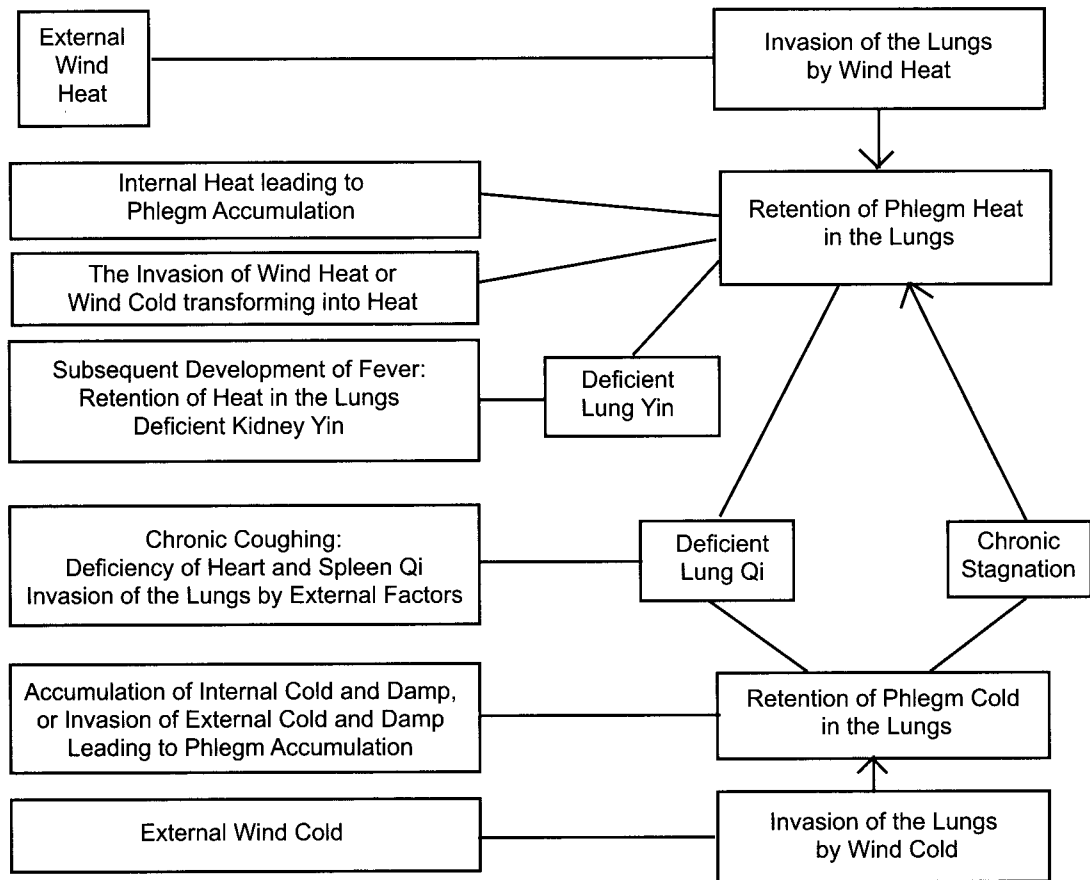 External
Wind
Heat
Invasion of the Lungs
by Wind Heat
Internal Heat leading to
Phlegm Accumulation
Retention of Phlegm Heat
in the Lungs
The Invasion of Wind Heat or
Wind Cold transforming into Heat
Subsequent Development of Fever:
Retention of Heat in the Lungs
Deficient Kidney Yin
Deficient
Lung Yin
Chronic Coughing:
Deficiency of Heart and Spleen Qi
Invasion of the Lungs by External Factors
Deficient
Lung Qi
Chronic
Stagnation
Accumulation of Internal Cold and Damp,
or Invasion of External Cold and Damp
Leading to Phlegm Accumulation
Retention of Phlegm Cold
in the Lungs
External Wind Cold
Invasion of the Lungs
by Wind Cold